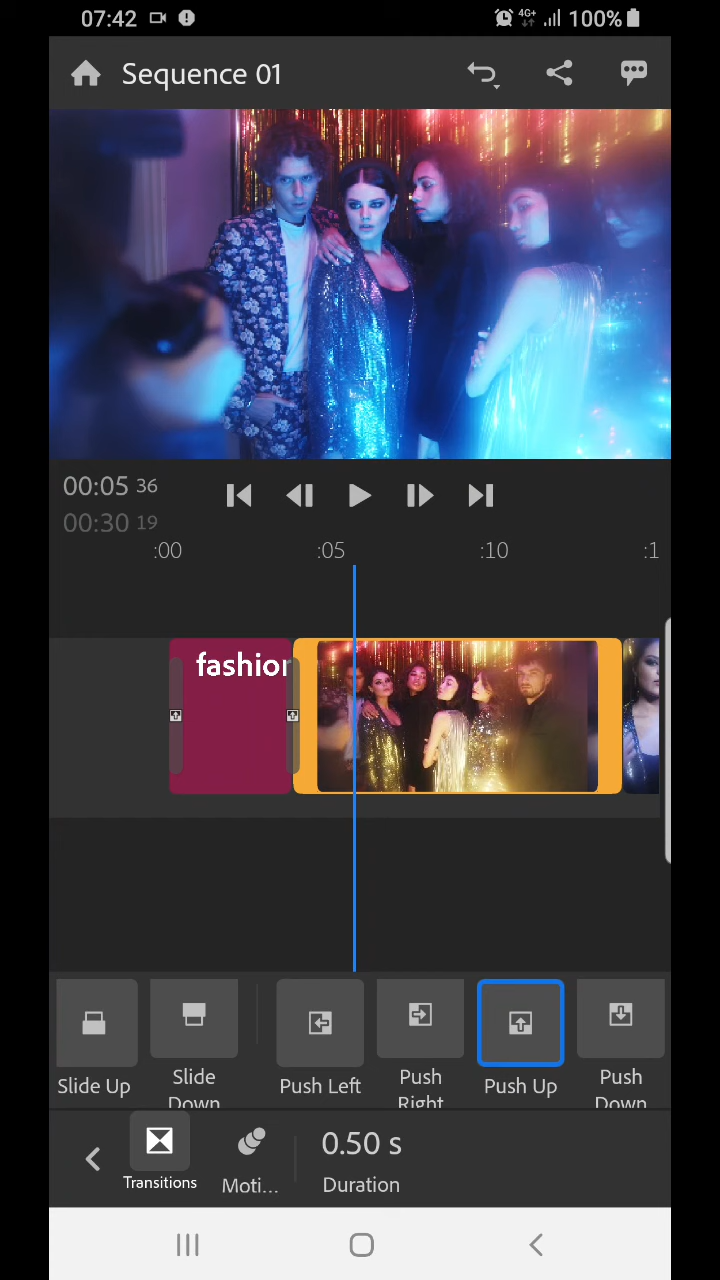 07:42 4G+ 100%
Sequence 01
00:05 36
00:30 19
:00 :05 :10 :1
fashior
Slide Up Slide Down Push Left Push Right Push Up Push Down
0.50 s
Transitions Moti... Duration